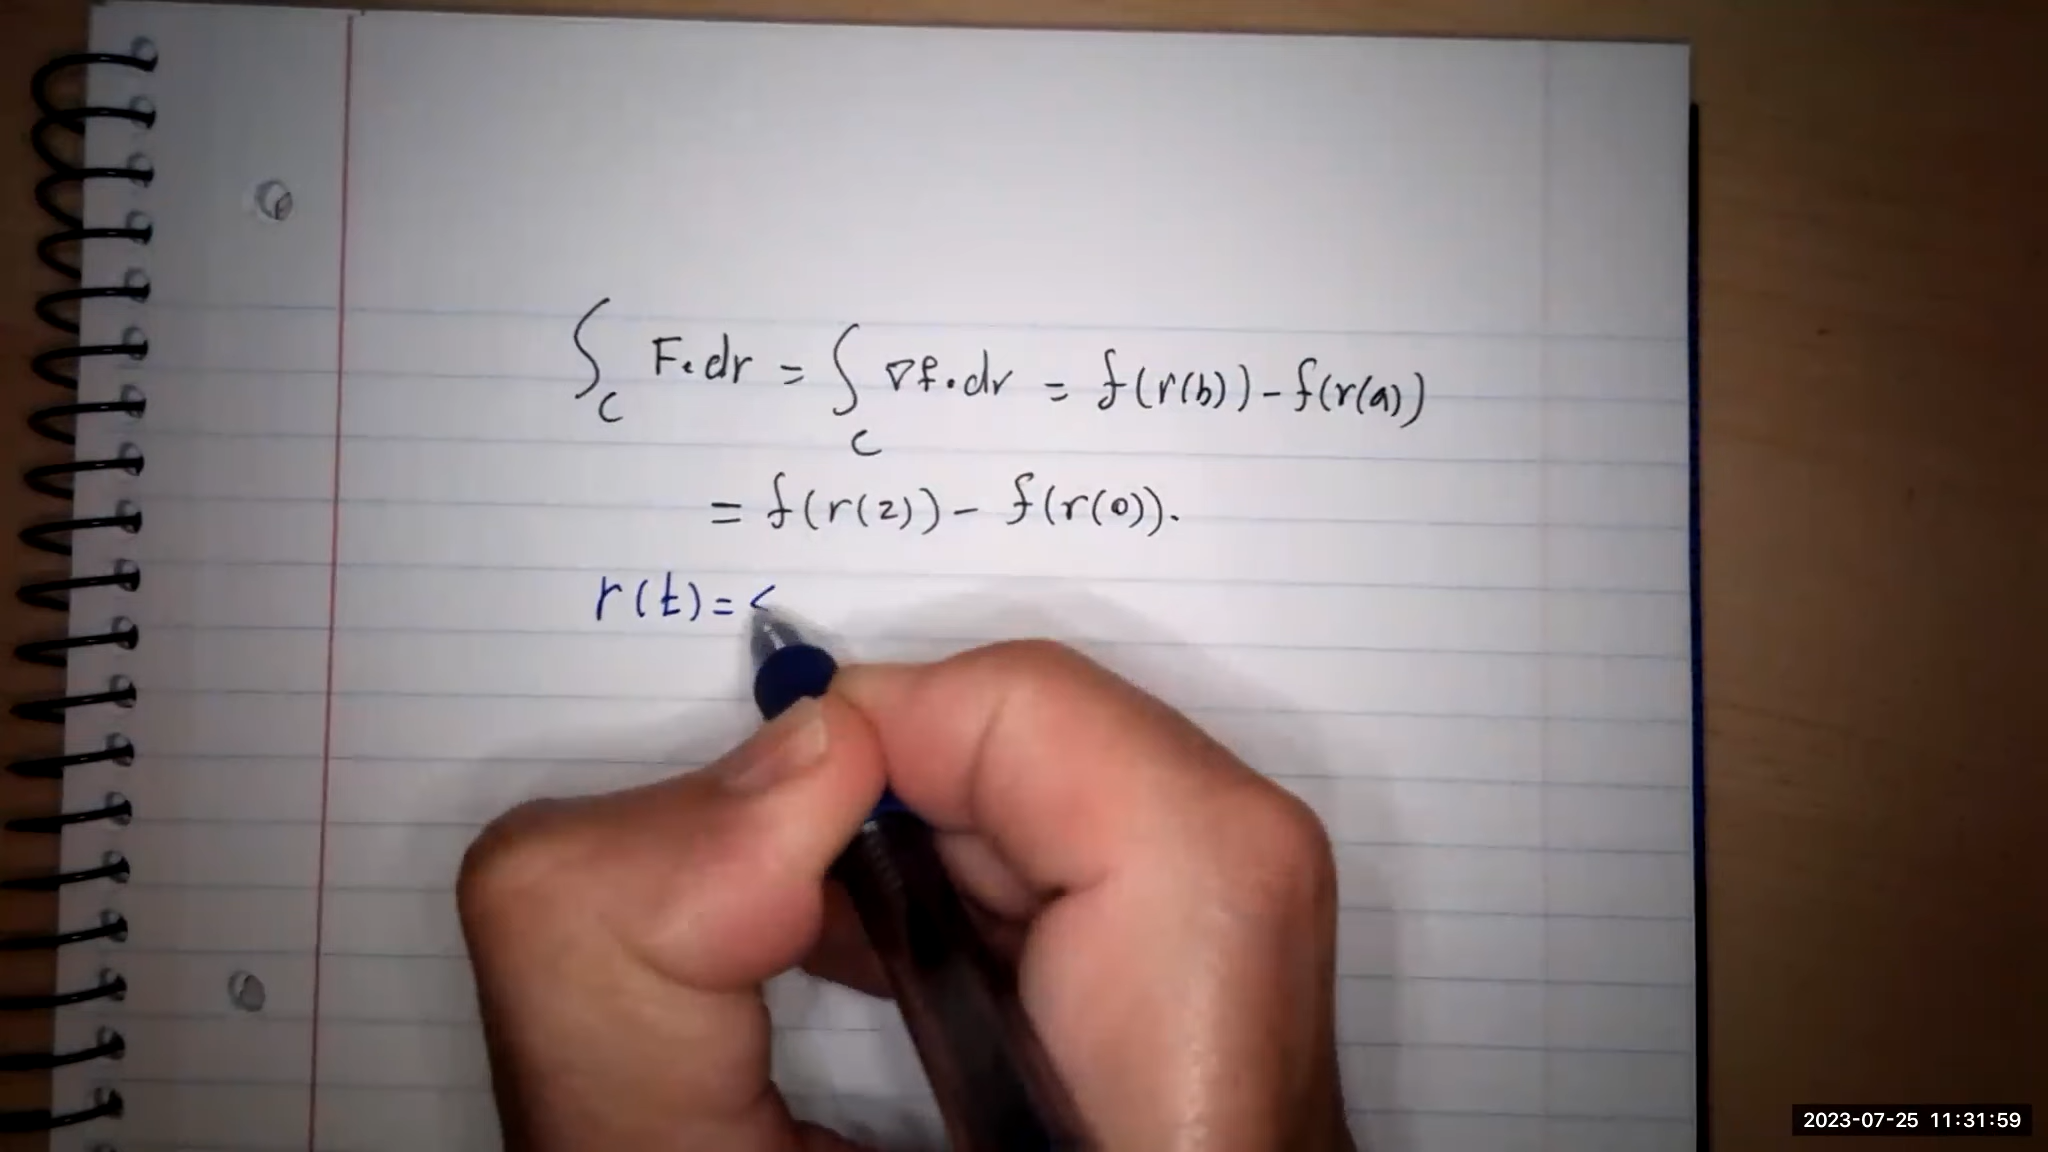 ∫_C F·dr = ∫_C ∇f·dr = f(r(b)) - f(r(a))
= f(r(2)) - f(r(0)).
r(t) = <
2023-07-25 11:31:59